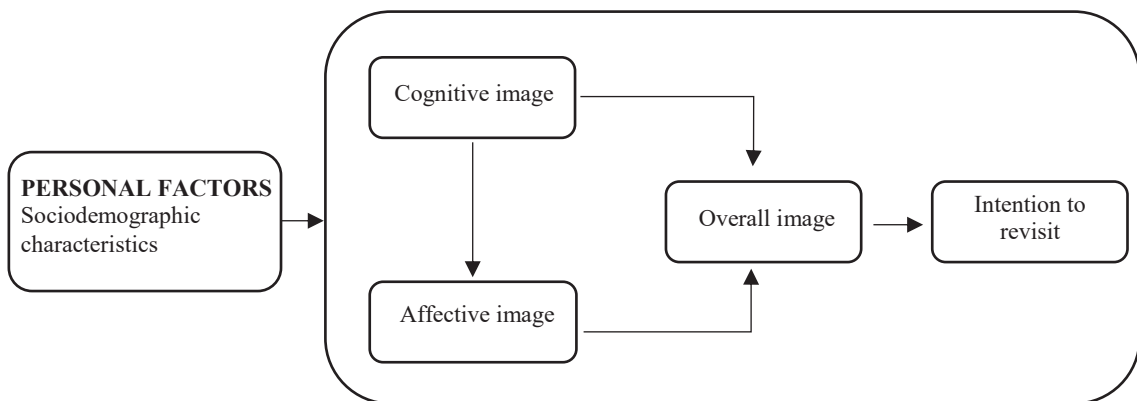 Cognitive image
PERSONAL FACTORS
Sociodemographic
characteristics
Overall image
Intention to
revisit
Affective image